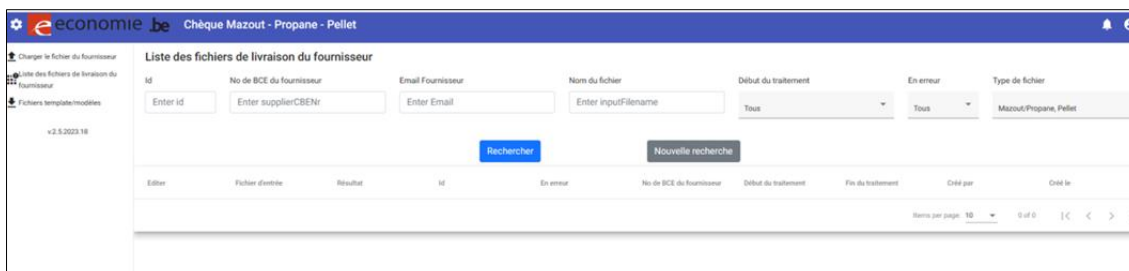 economie .be Chèque Mazout - Propane - Pellet
Charger le fichier du fournisseur
Liste des fichiers de livraison du
fournisseur
Fichiers template/modèles
v.2.5.2023.18
Liste des fichiers de livraison du fournisseur
Id No de BCE du fournisseur Email Fournisseur Nom du fichier Début du traitement En erreur Type de fichier
Enter id Enter supplierCBENr Enter Email Enter inputFilename Tous Tous Mazout/Propane, Pellet
Rechercher Nouvelle recherche
Editer Fichier d'entrée Résultat Id En erreur No de BCE du fournisseur Début du traitement Fin du traitement Créé par Créé le
Items per page: 10 0 of 0